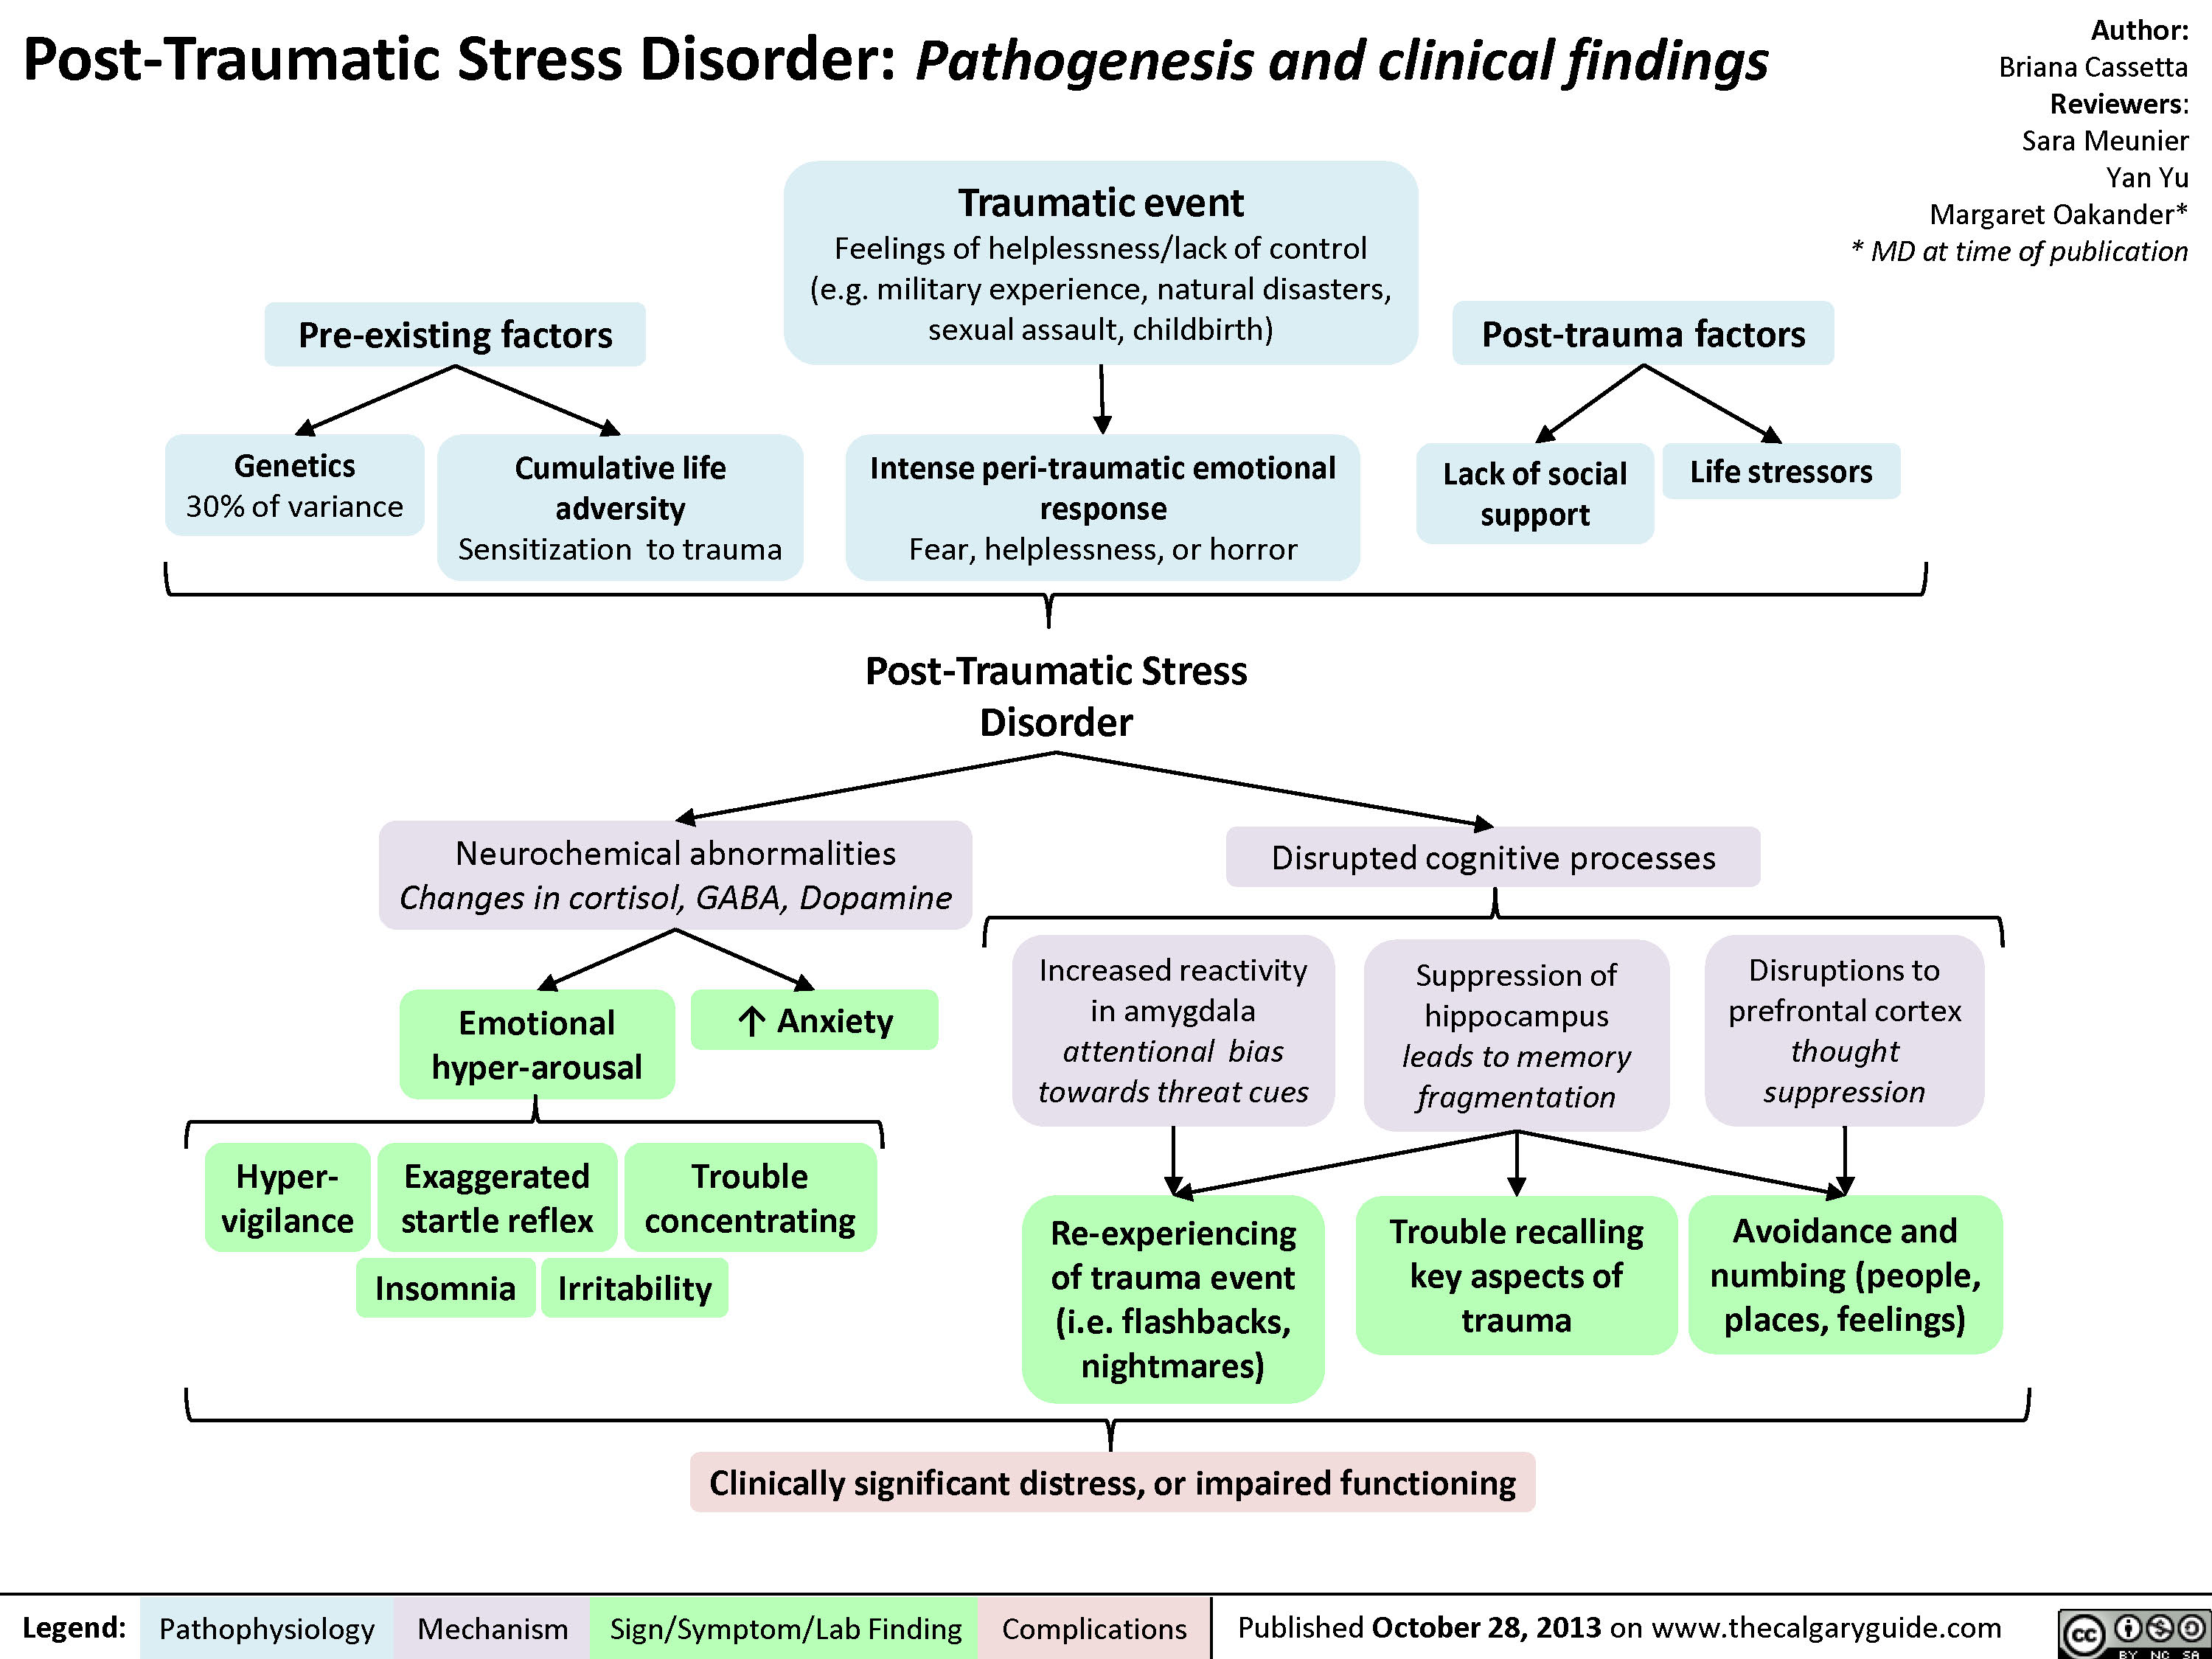 Post-Traumatic Stress Disorder: Pathogenesis and clinical findings
Author:
Briana Cassetta
Reviewers:
Sara Meunier
Yan Yu
Margaret Oakander*
* MD at time of publication
Traumatic event
Feelings of helplessness/lack of control
(e.g. military experience, natural disasters,
sexual assault, childbirth)
Pre-existing factors
Post-trauma factors
Genetics
30% of variance
Cumulative life
adversity
Sensitization to trauma
Intense peri-traumatic emotional
response
Fear, helplessness, or horror
Lack of social
support
Life stressors
Post-Traumatic Stress
Disorder
Neurochemical abnormalities
Changes in cortisol, GABA, Dopamine
Disrupted cognitive processes
Emotional
hyper-arousal
↑ Anxiety
Increased reactivity
in amygdala
attentional bias
towards threat cues
Suppression of
hippocampus
leads to memory
fragmentation
Disruptions to
prefrontal cortex
thought
suppression
Hyper-
vigilance
Exaggerated
startle reflex
Trouble
concentrating
Insomnia
Irritability
Re-experiencing
of trauma event
(i.e. flashbacks,
nightmares)
Trouble recalling
key aspects of
trauma
Avoidance and
numbing (people,
places, feelings)
Clinically significant distress, or impaired functioning
Legend: Pathophysiology Mechanism Sign/Symptom/Lab Finding Complications Published October 28, 2013 on www.thecalgaryguide.com
cc BY NC SA